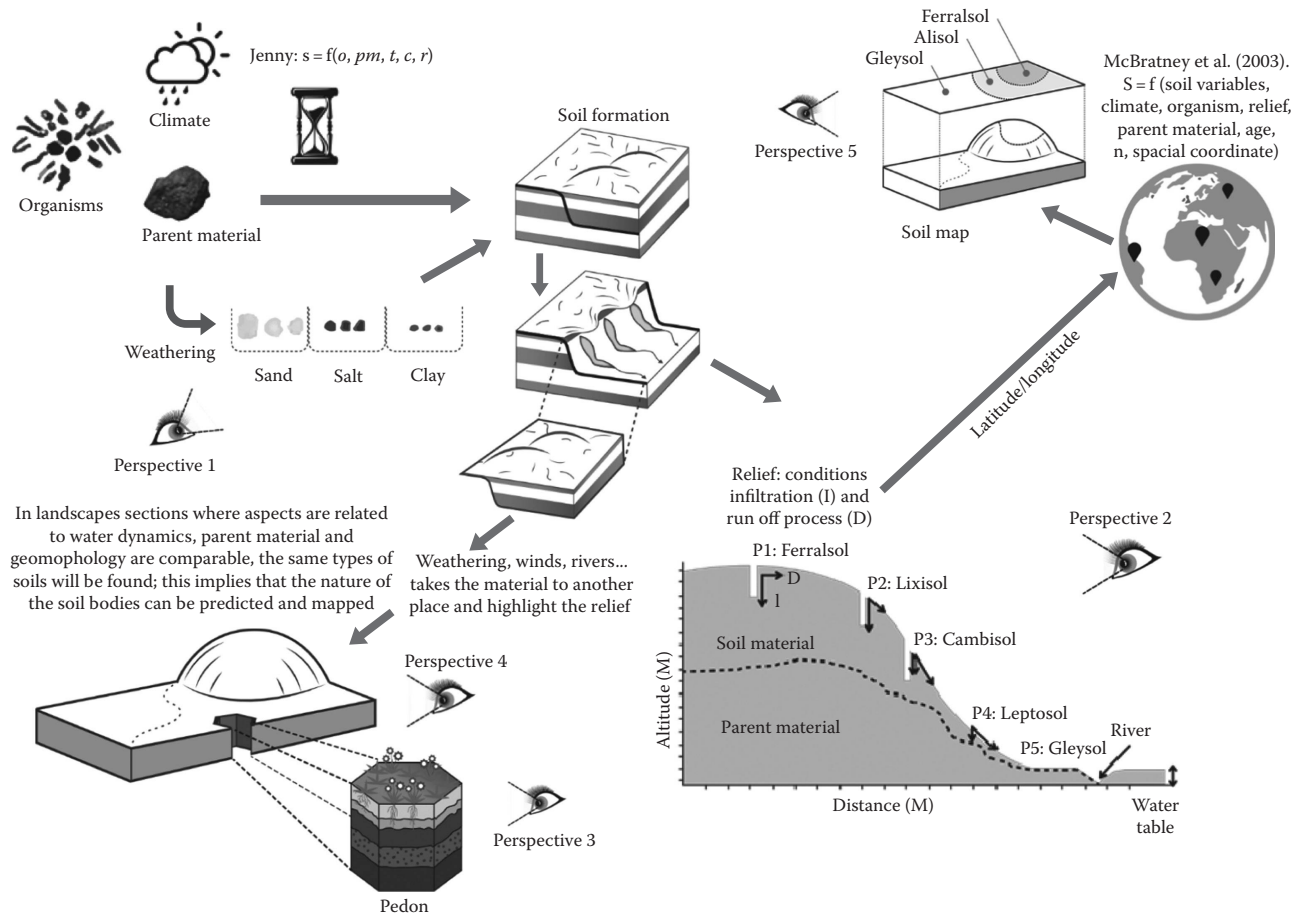 Jenny: s = f(o, pm, t, c, r)
Climate
Organisms
Parent material
Soil formation
Weathering
Sand
Salt
Clay
Perspective 1
Ferralsol
Alisol
Gleysol
Perspective 5
Soil map
McBratney et al. (2003).
S = f (soil variables,
climate, organism, relief,
parent material, age,
n, spacial coordinate)
Latitude/longitude
In landscapes sections where aspects are related
to water dynamics, parent material and
geomophology are comparable, the same types of
soils will be found; this implies that the nature of
the soil bodies can be predicted and mapped
Weathering, winds, rivers...
takes the material to another
place and highlight the relief
Perspective 4
Perspective 3
Pedon
Relief: conditions
infiltration (I) and
run off process (D)
Perspective 2
P1: Ferralsol
D
I
P2: Lixisol
P3: Cambisol
P4: Leptosol
P5: Gleysol
River
Soil material
Parent material
Altitude (M)
Distance (M)
Water
table